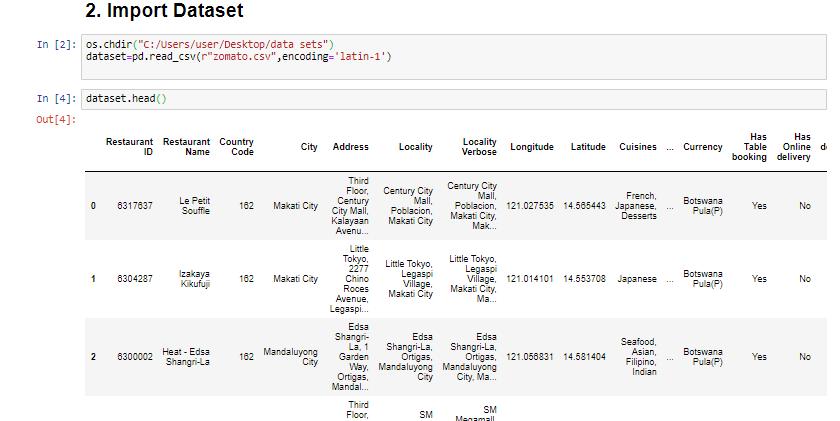 2. Import Dataset
In [2]: os.chdir("C:/Users/user/Desktop/data sets")
dataset=pd.read_csv(r"zomato.csv",encoding='latin-1')
In [4]: dataset.head()
Out[4]:
Restaurant ID Restaurant Name Country Code City Address Locality Locality Verbose Longitude Latitude Cuisines ... Currency Has Table booking Has Online delivery
0 6317637 Le Petit Souffle 162 Makati City Third Floor, Century City Mall, Kalayaan Avenu... Century City Mall, Poblacion, Makati City Century City Mall, Poblacion, Makati City, Mak... 121.027535 14.565443 French, Japanese, Desserts ... Botswana Pula(P) Yes No
1 6304287 Izakaya Kikufuji 162 Makati City Little Tokyo, 2277 Chino Roces Avenue, Legaspi... Little Tokyo, Legaspi Village, Makati City Little Tokyo, Legaspi Village, Makati City, Ma... 121.014101 14.553708 Japanese ... Botswana Pula(P) Yes No
2 6300002 Heat - Edsa Shangri-La 162 Mandaluyong City Edsa Shangri-La, 1 Garden Way, Ortigas, Mandal... Edsa Shangri-La, Ortigas, Mandaluyong City Edsa Shangri-La, Ortigas, Mandaluyong City, Ma... 121.056831 14.581404 Seafood, Asian, Filipino, Indian ... Botswana Pula(P) Yes No
Third Floor, SM SM Megamall